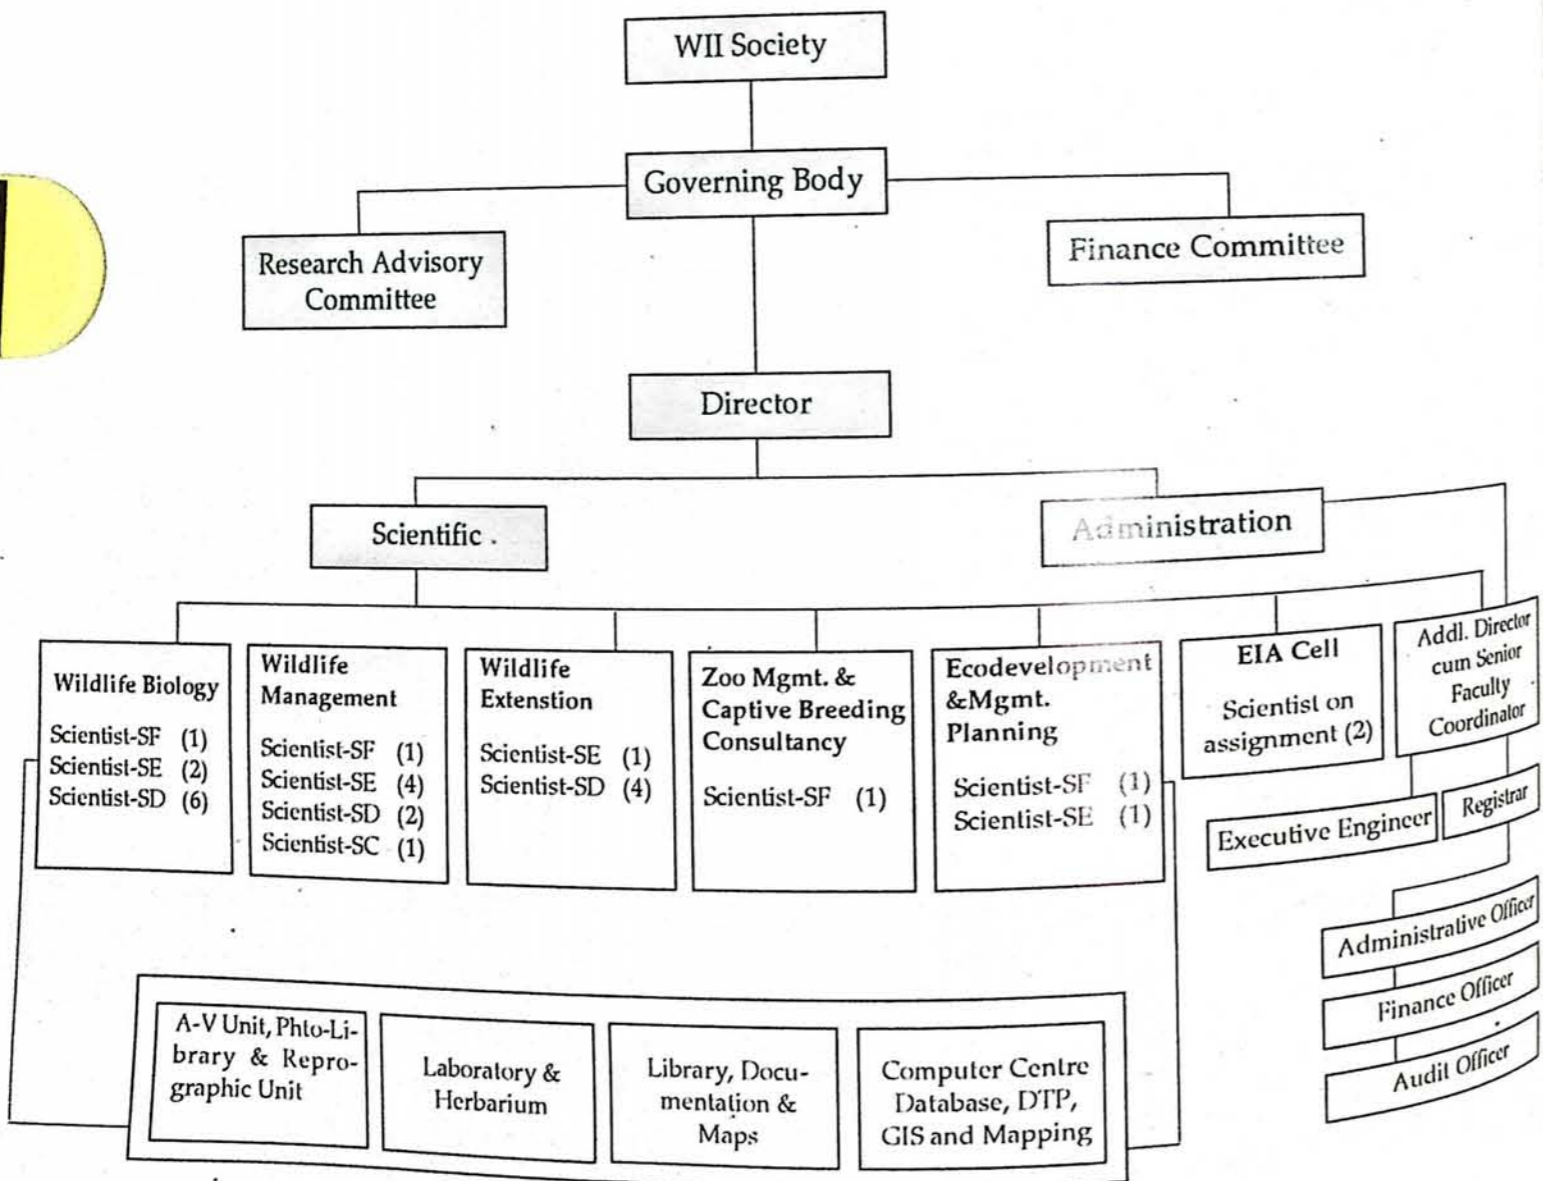 WII Society
Governing Body
Research Advisory
Committee
Finance Committee
Director
Scientific
Administration
Wildlife Biology
Scientist-SF (1)
Scientist-SE (2)
Scientist-SD (6)
Wildlife
Management
Scientist-SF (1)
Scientist-SE (4)
Scientist-SD (2)
Scientist-SC (1)
Wildlife
Extenstion
Scientist-SE (1)
Scientist-SD (4)
Zoo Mgmt. &
Captive Breeding
Consultancy
Scientist-SF (1)
Ecodevelopment
&Mgmt.
Planning
Scientist-SF (1)
Scientist-SE (1)
EIA Cell
Scientist on
assignment (2)
Addl. Director
cum Senior
Faculty
Coordinator
Executive Engineer
Registrar
Administrative Officer
Finance Officer
Audit Officer
A-V Unit, Phto-Li-
brary & Repro-
graphic Unit
Laboratory &
Herbarium
Library, Docu-
mentation &
Maps
Computer Centre
Database, DTP,
GIS and Mapping